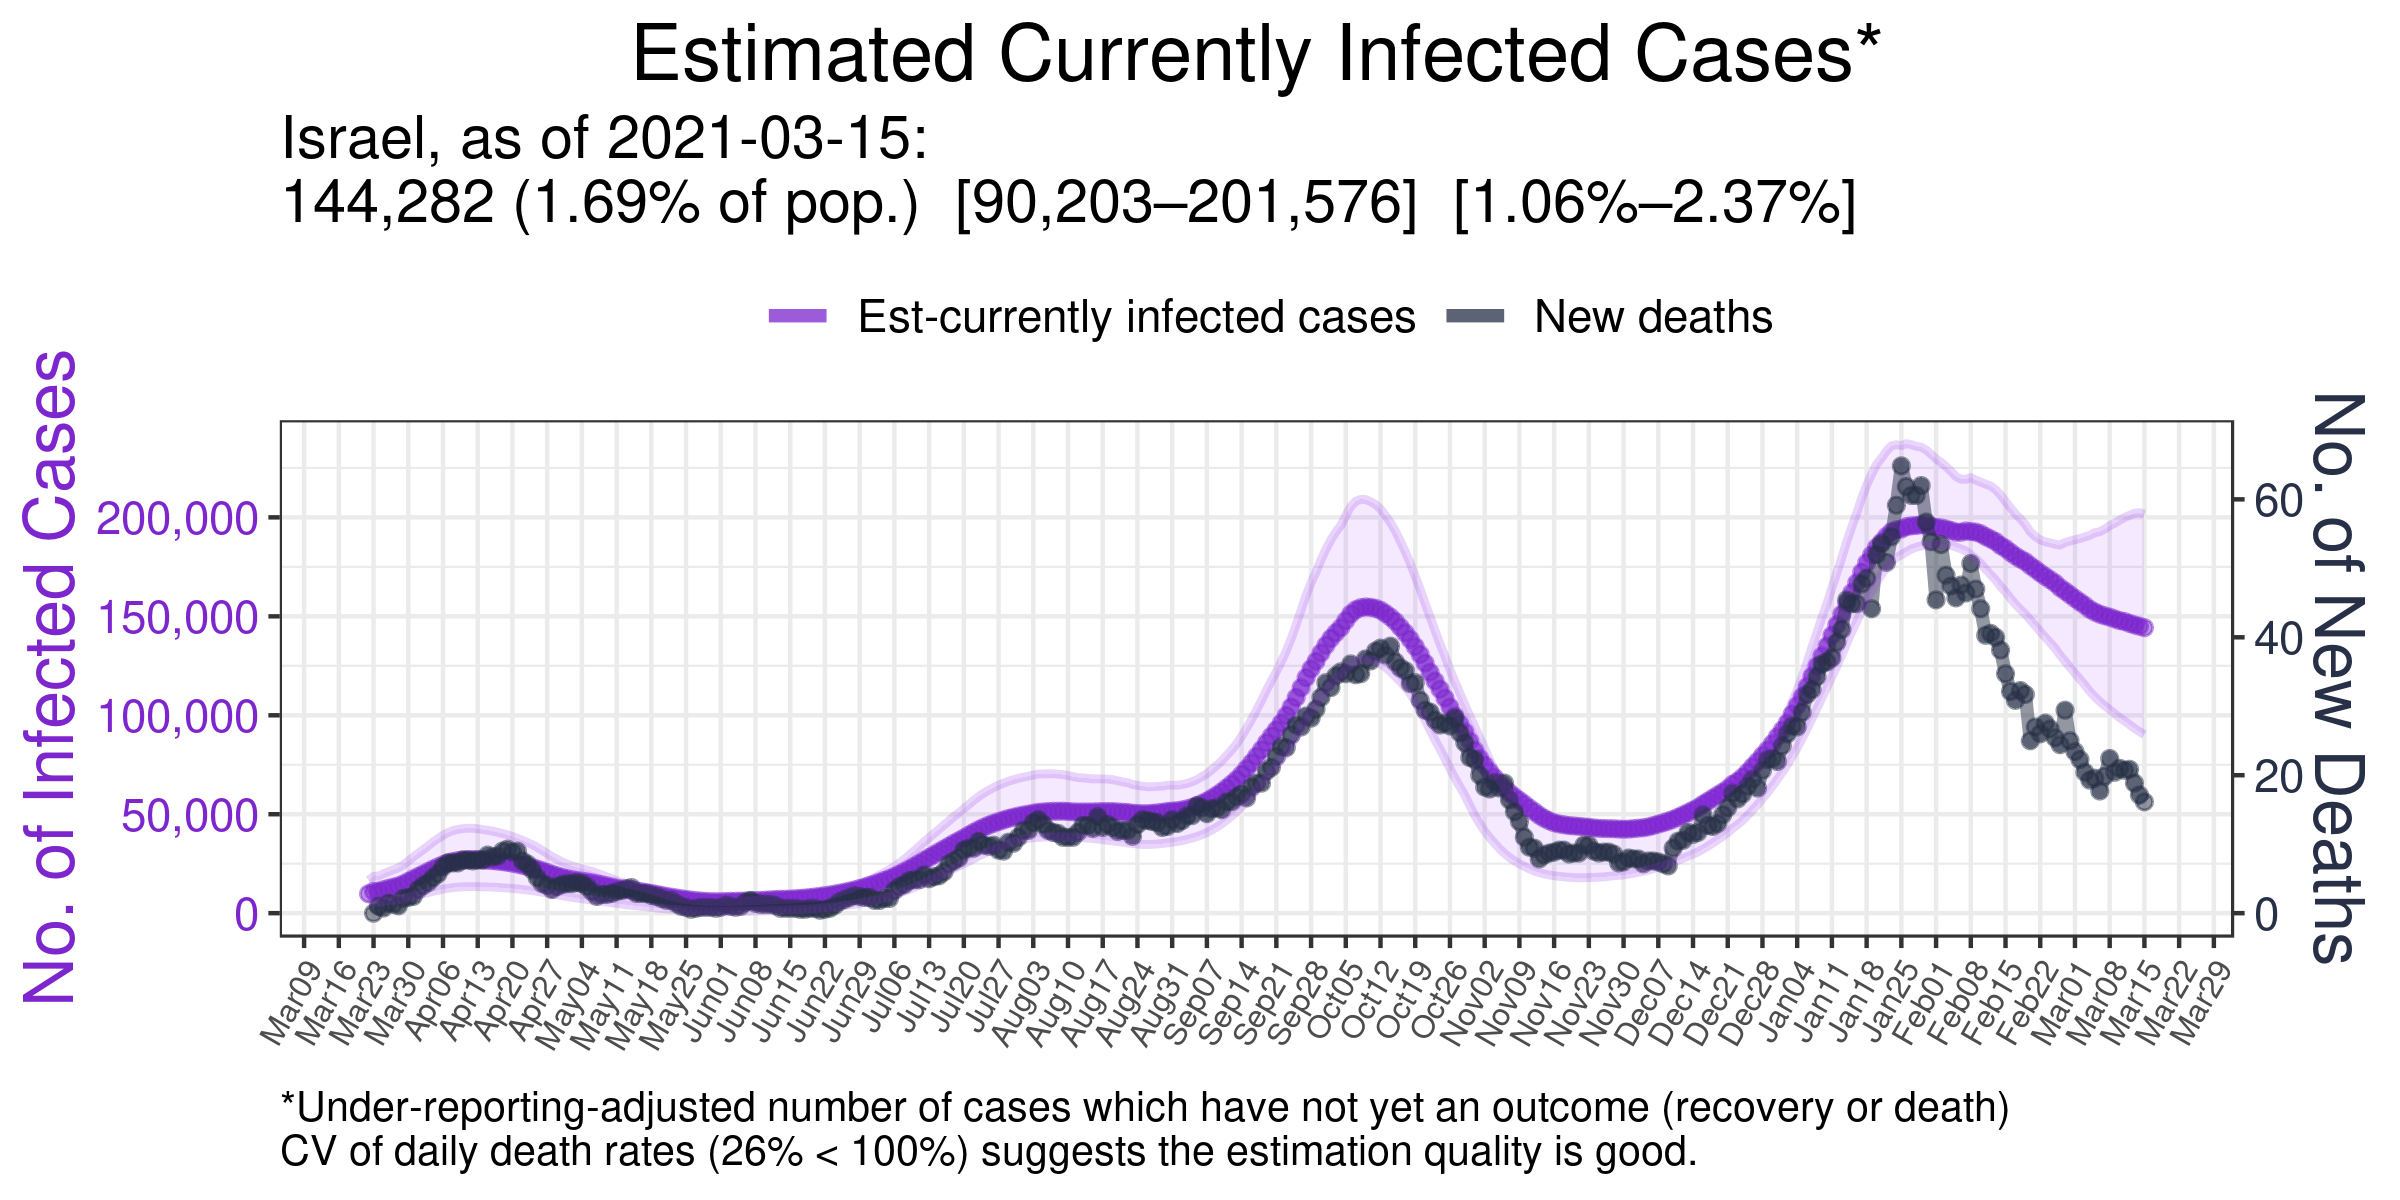 Estimated Currently Infected Cases*
Israel, as of 2021-03-15:
144,282 (1.69% of pop.)  [90,203–201,576]  [1.06%–2.37%]
Est-currently infected cases
New deaths
No. of Infected Cases
200,000
150,000
100,000
50,000
0
60
40
20
0
No. of New Deaths
Mar09
Mar16
Mar23
Mar30
Apr06
Apr13
Apr20
Apr27
May04
May11
May18
May25
Jun01
Jun08
Jun15
Jun22
Jun29
Jul06
Jul13
Jul20
Jul27
Aug03
Aug10
Aug17
Aug24
Aug31
Sep07
Sep14
Sep21
Sep28
Oct05
Oct12
Oct19
Oct26
Nov02
Nov09
Nov16
Nov23
Nov30
Dec07
Dec14
Dec21
Dec28
Jan04
Jan11
Jan18
Jan25
Feb01
Feb08
Feb15
Feb22
Mar01
Mar08
Mar15
Mar22
Mar29
*Under-reporting-adjusted number of cases which have not yet an outcome (recovery or death)
CV of daily death rates (26% < 100%) suggests the estimation quality is good.